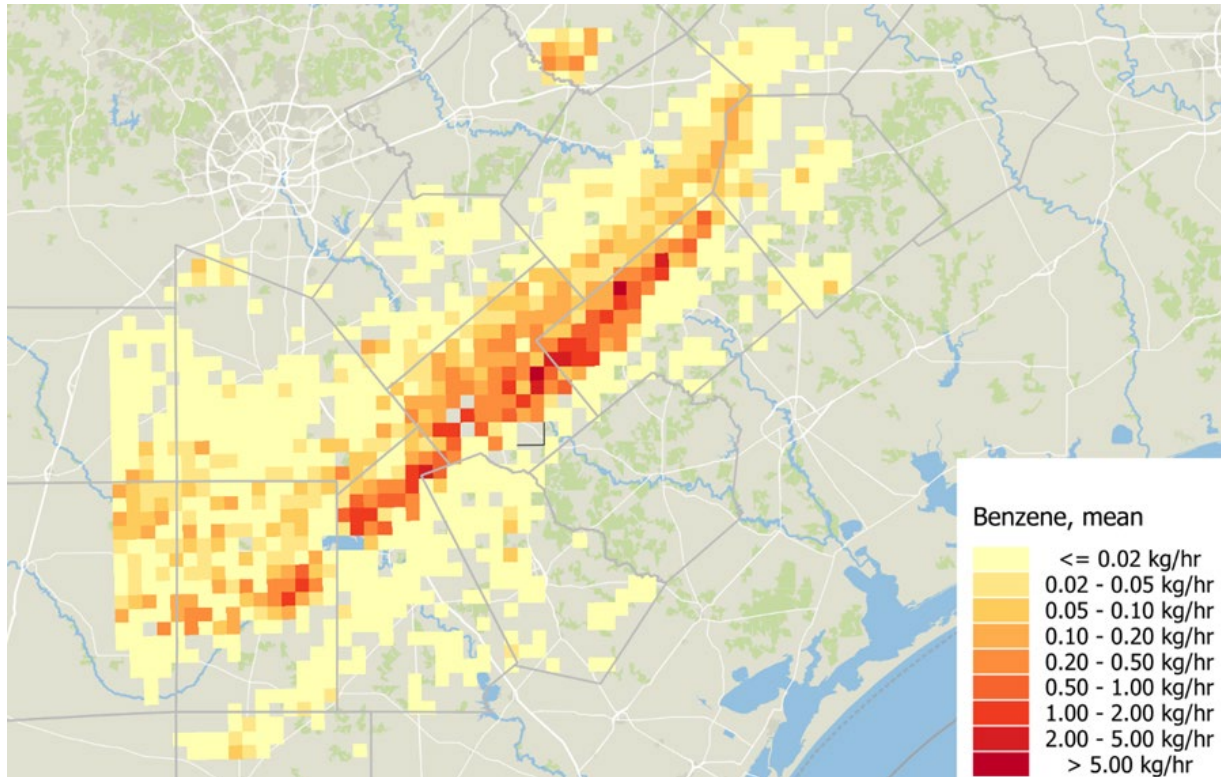 Benzene, mean
<= 0.02 kg/hr
0.02 - 0.05 kg/hr
0.05 - 0.10 kg/hr
0.10 - 0.20 kg/hr
0.20 - 0.50 kg/hr
0.50 - 1.00 kg/hr
1.00 - 2.00 kg/hr
2.00 - 5.00 kg/hr
> 5.00 kg/hr